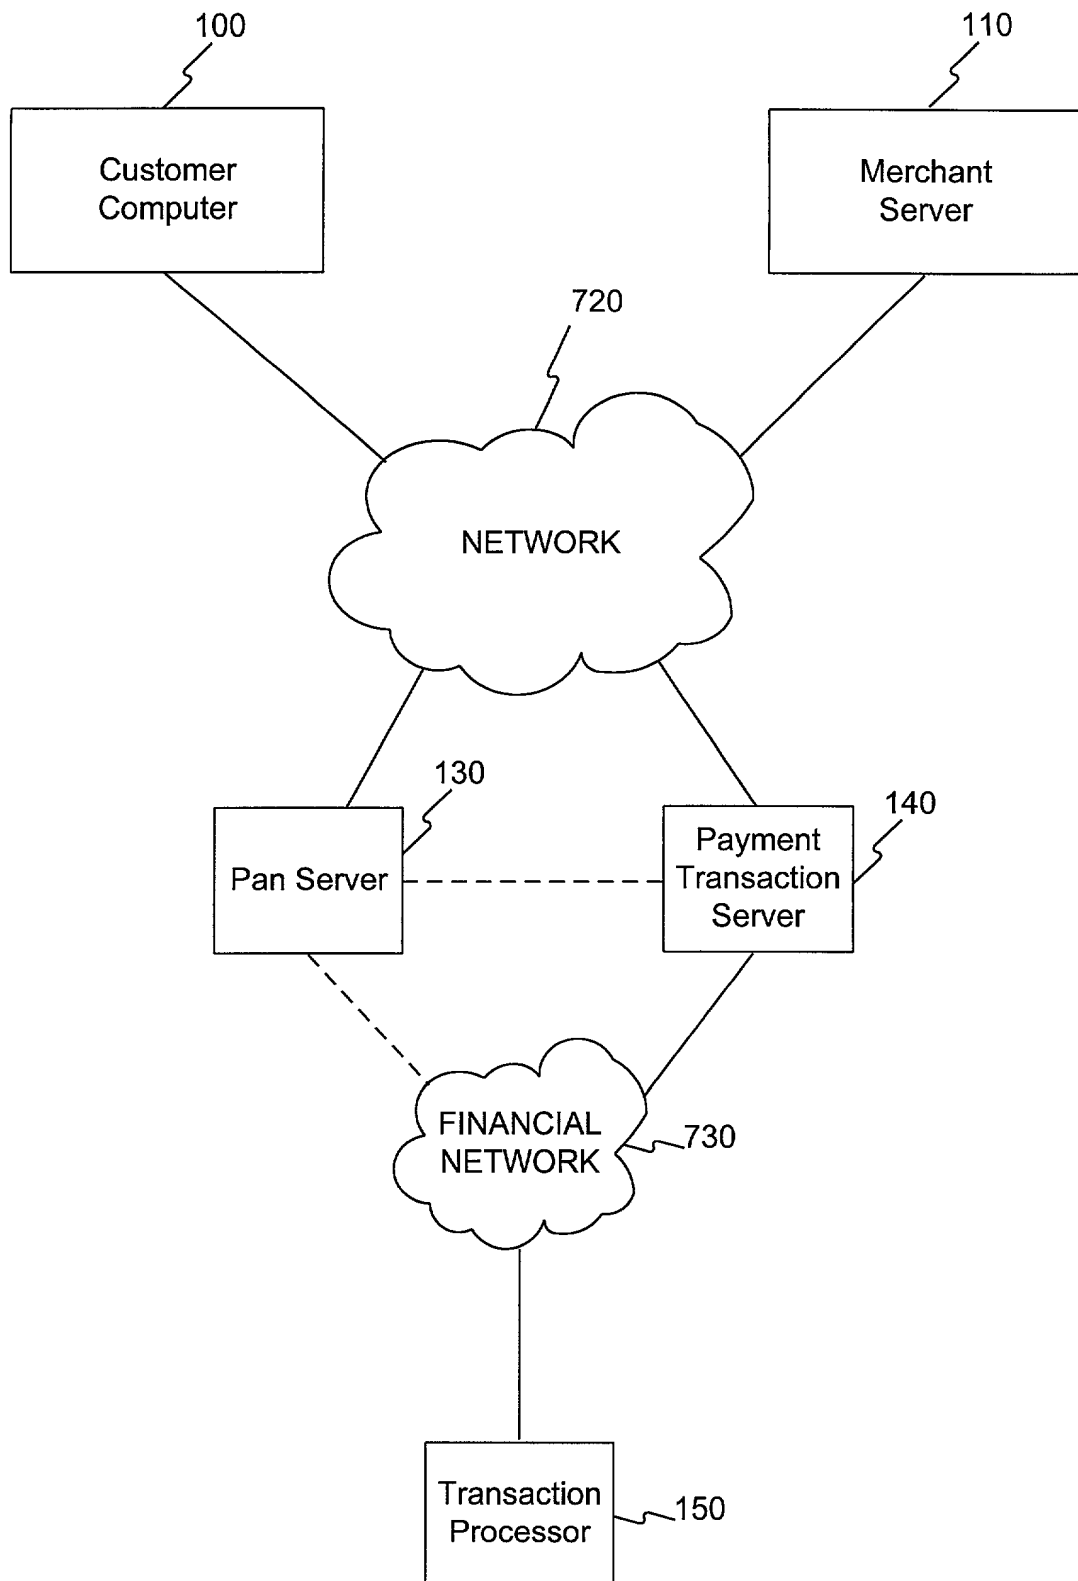 100
110
Customer
Computer
Merchant
Server
720
NETWORK
130
140
Pan Server
Payment
Transaction
Server
FINANCIAL
NETWORK
730
Transaction
Processor
150